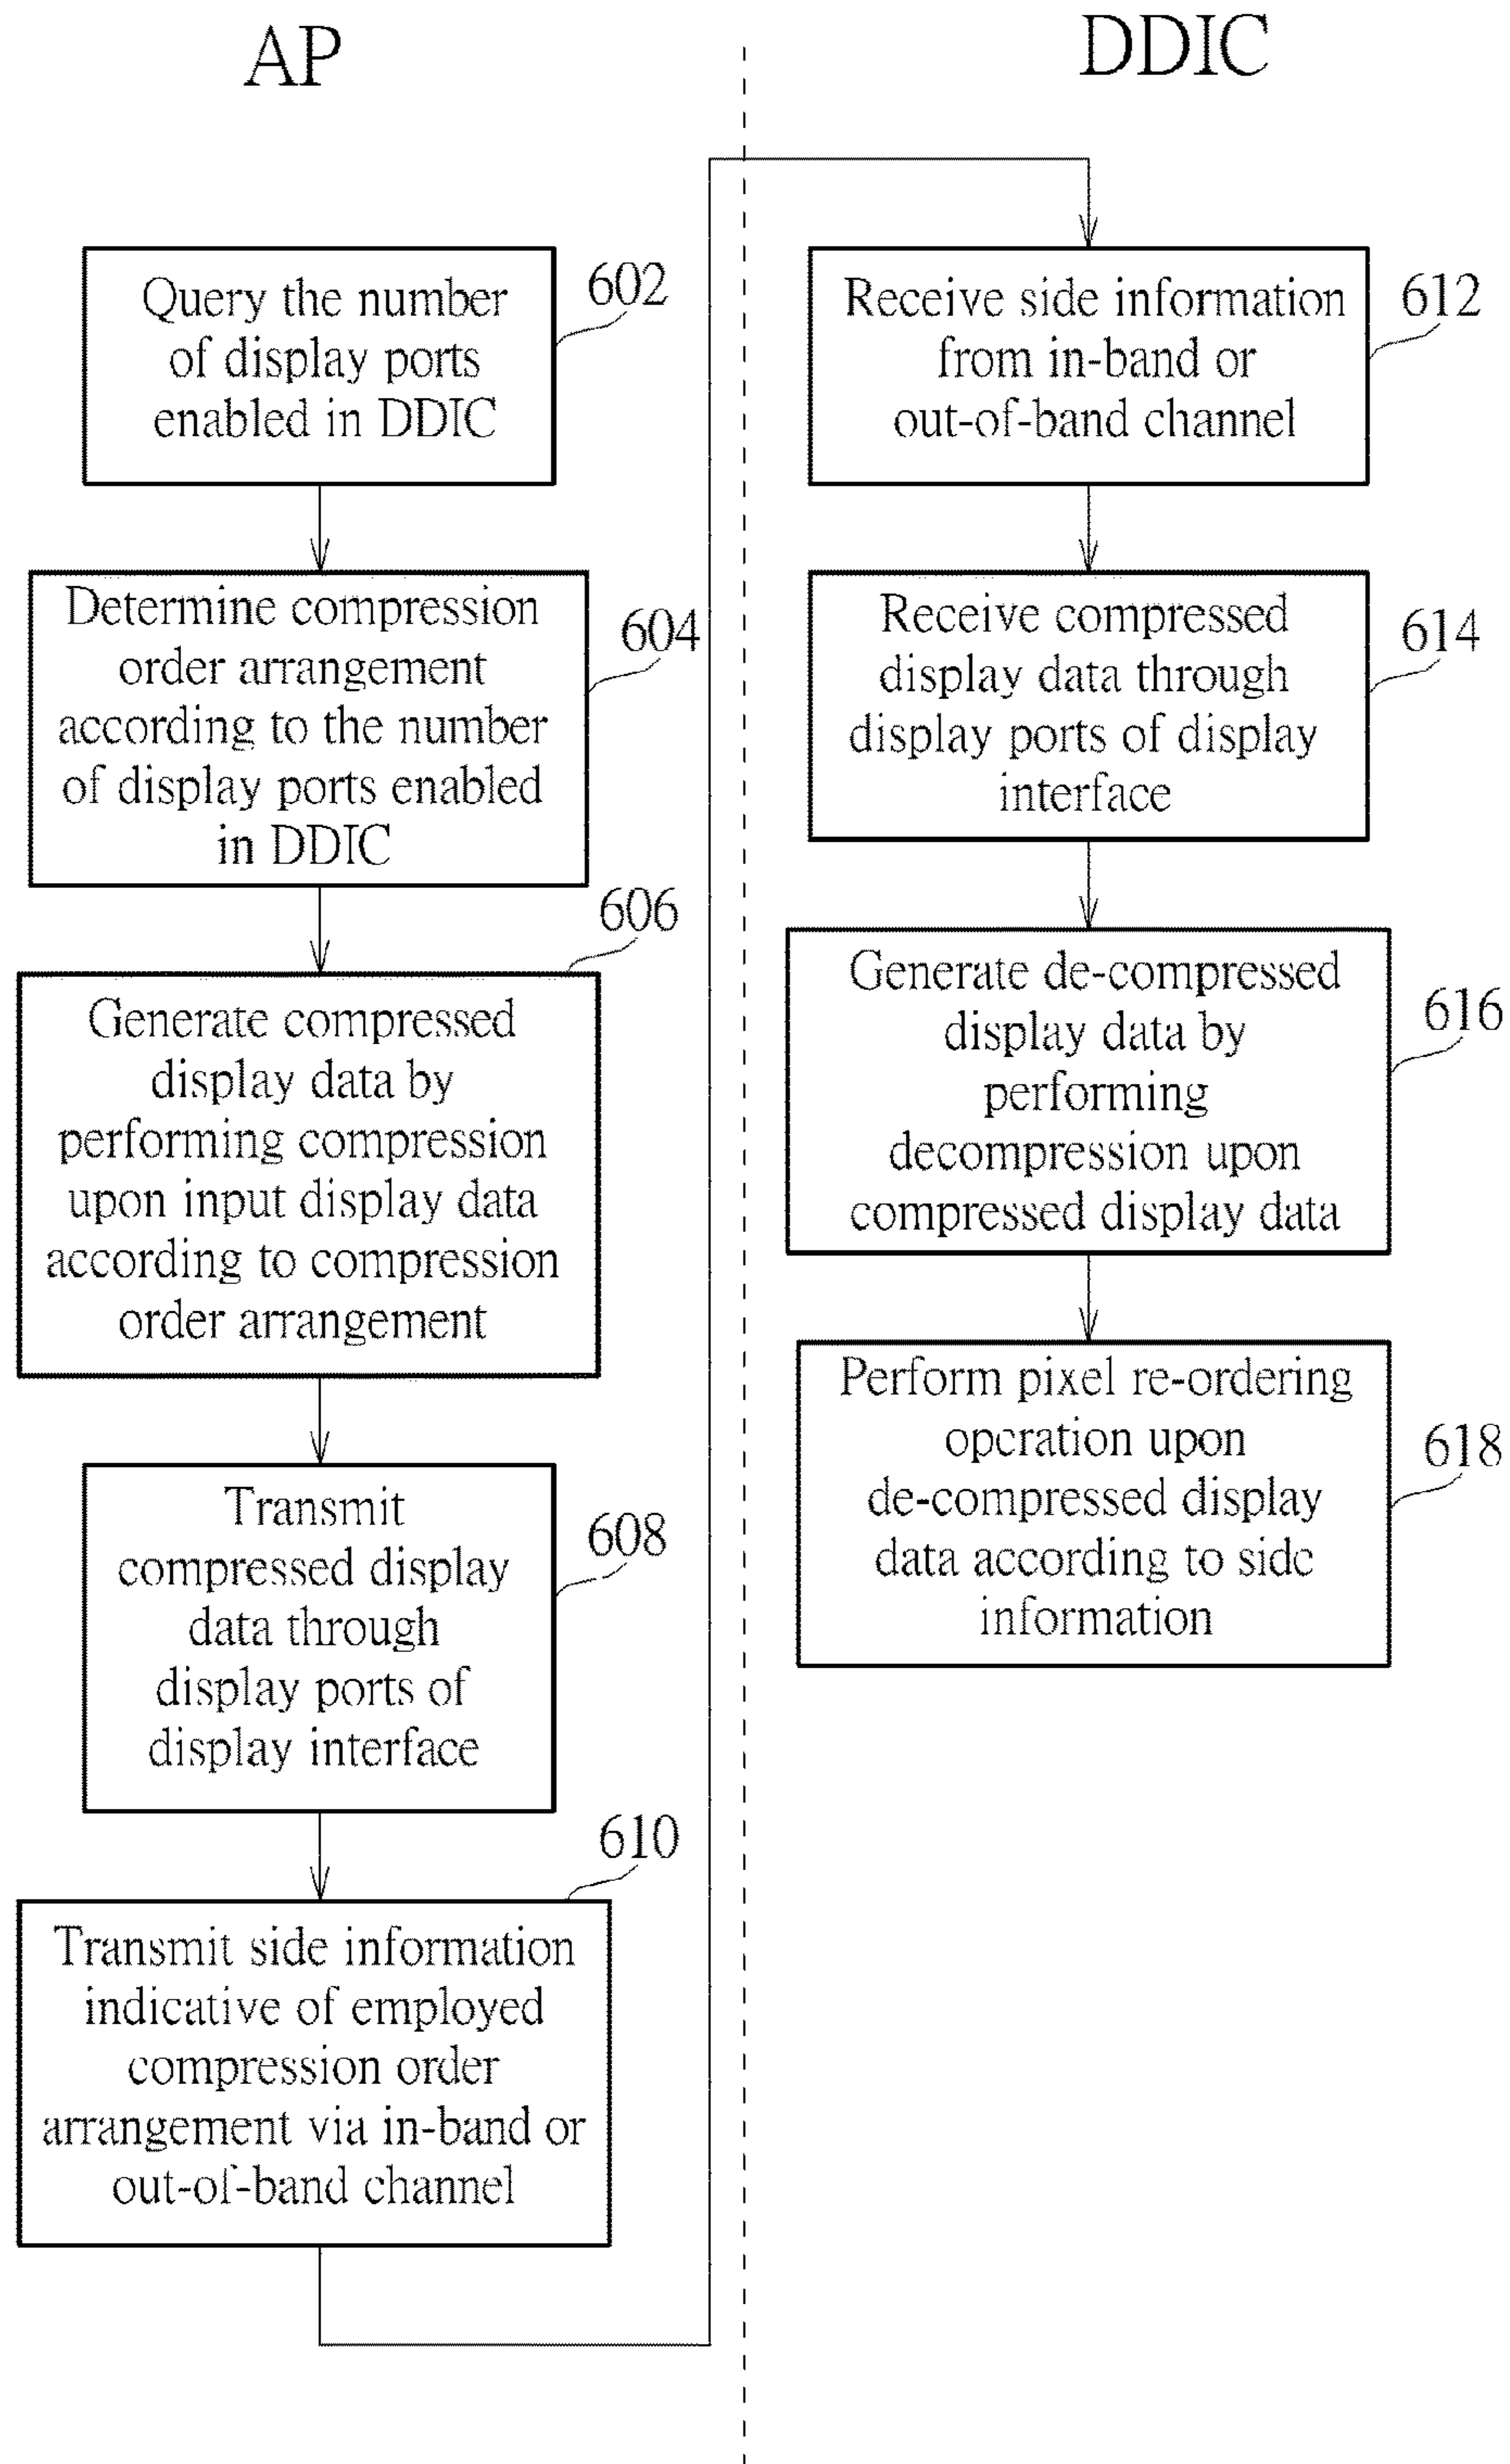 AP
DDIC
Query the number
of display ports
enabled in DDIC
602
Determine compression
order arrangement
according to the number
of display ports enabled
in DDIC
604
606
Generate compressed
display data by
performing compression
upon input display data
according to compression
order arrangement
Transmit
compressed display
data through
display ports of
display interface
608
610
Transmit side information
indicative of employed
compression order
arrangement via in-band or
out-of-band channel
Receive side information
from in-band or
out-of-band channel
612
Receive compressed
display data through
display ports of display
interface
614
Generate de-compressed
display data by
performing
decompression upon
compressed display data
616
Perform pixel re-ordering
operation upon
de-compressed display
data according to side
information
618